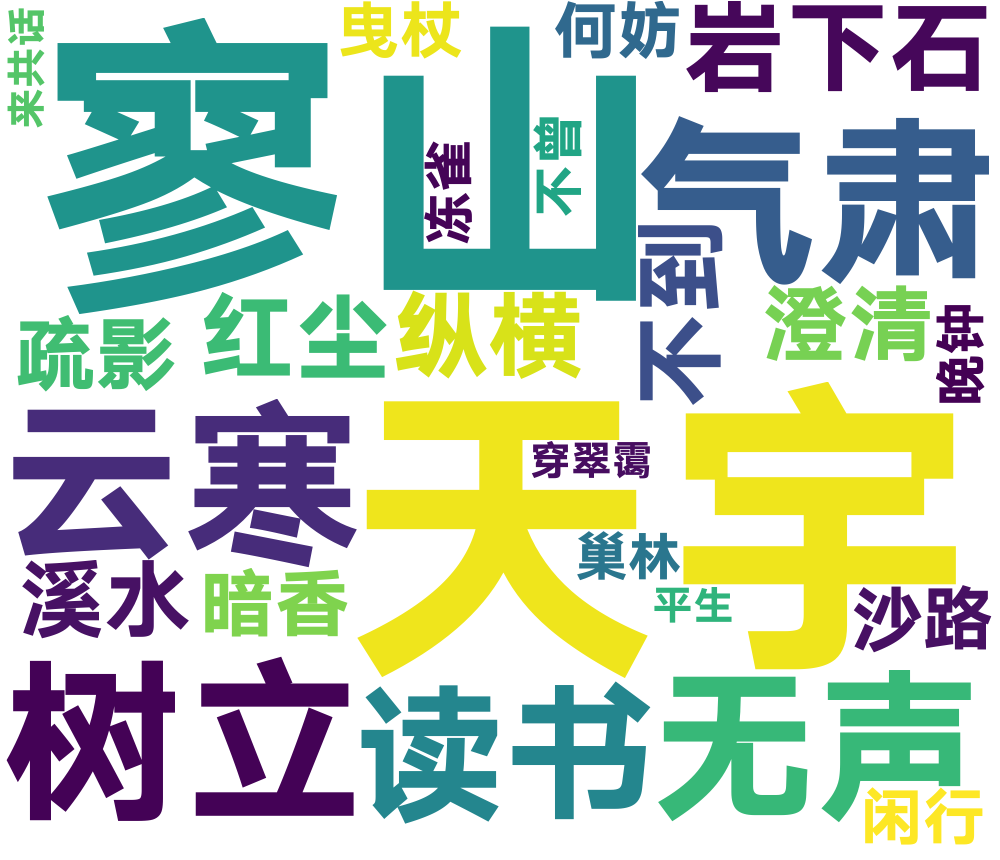 来共话
寥山
曳杖
何妨
岩下石
冻雀
不曾
气肃
不到
疏影
红尘
纵横
澄清
晚钟
云寒
天宇
穿翠霭
巢林
平生
溪水
暗香
沙路
树立
读书
无声
闲行